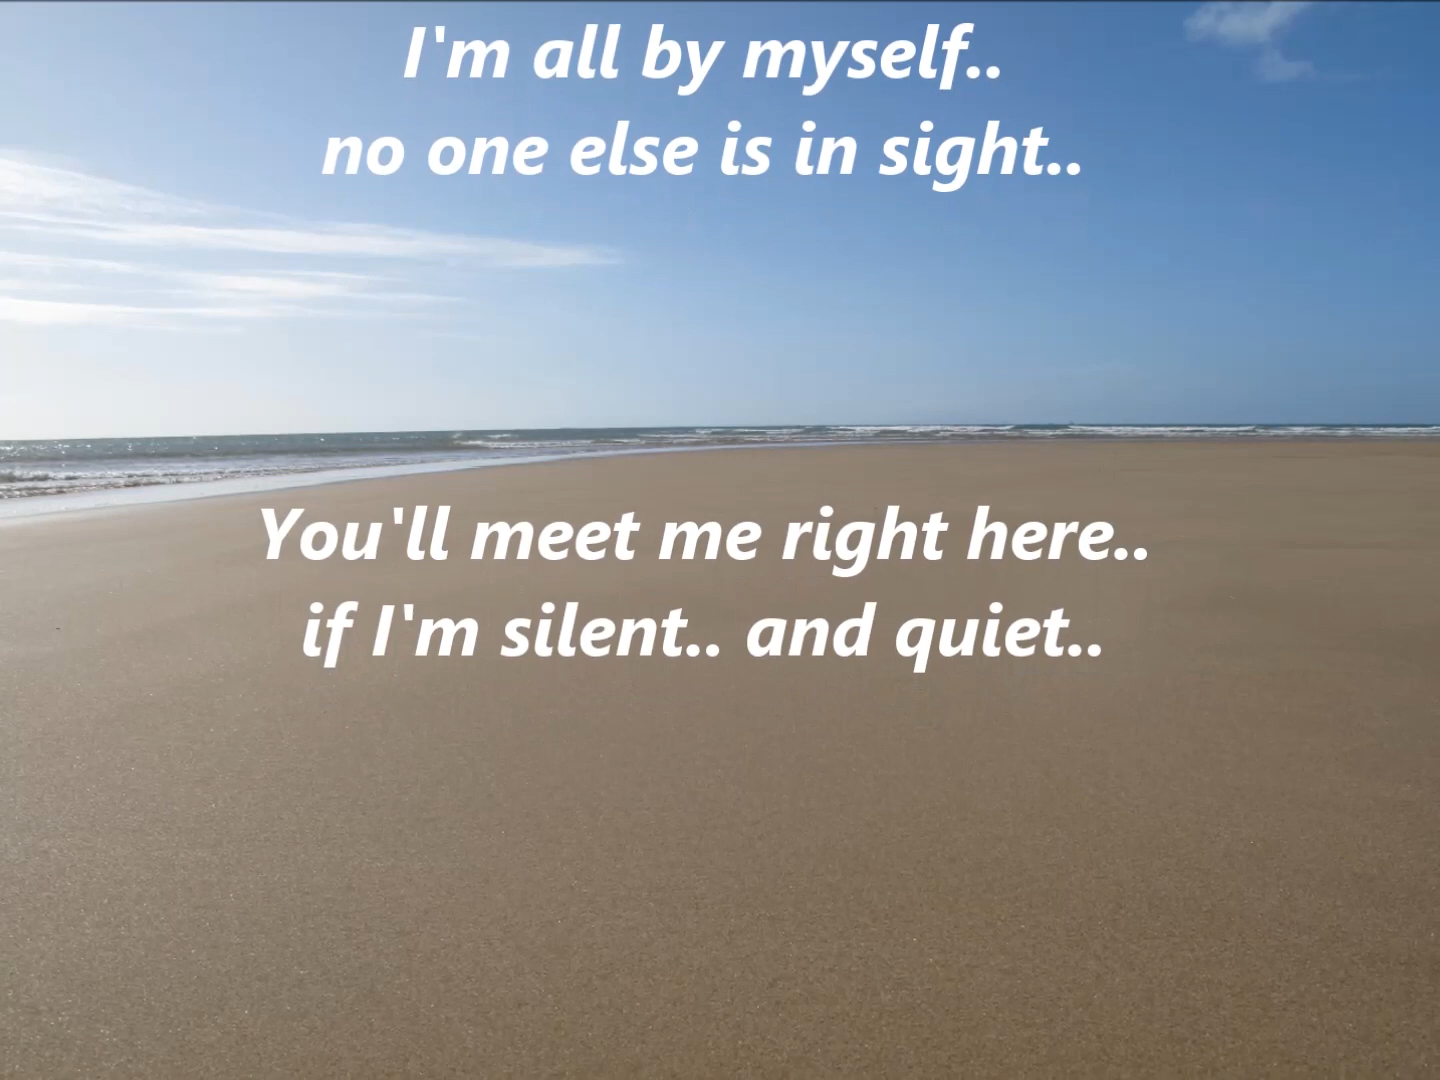 I'm all by myself..
no one else is in sight..
You'll meet me right here..
if I'm silent.. and quiet..